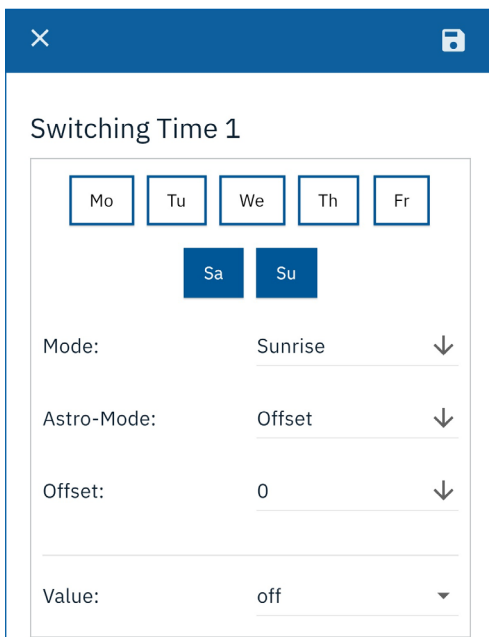 Switching Time 1
Mo Tu We Th Fr
Sa Su
Mode: Sunrise
Astro-Mode: Offset
Offset: 0
Value: off